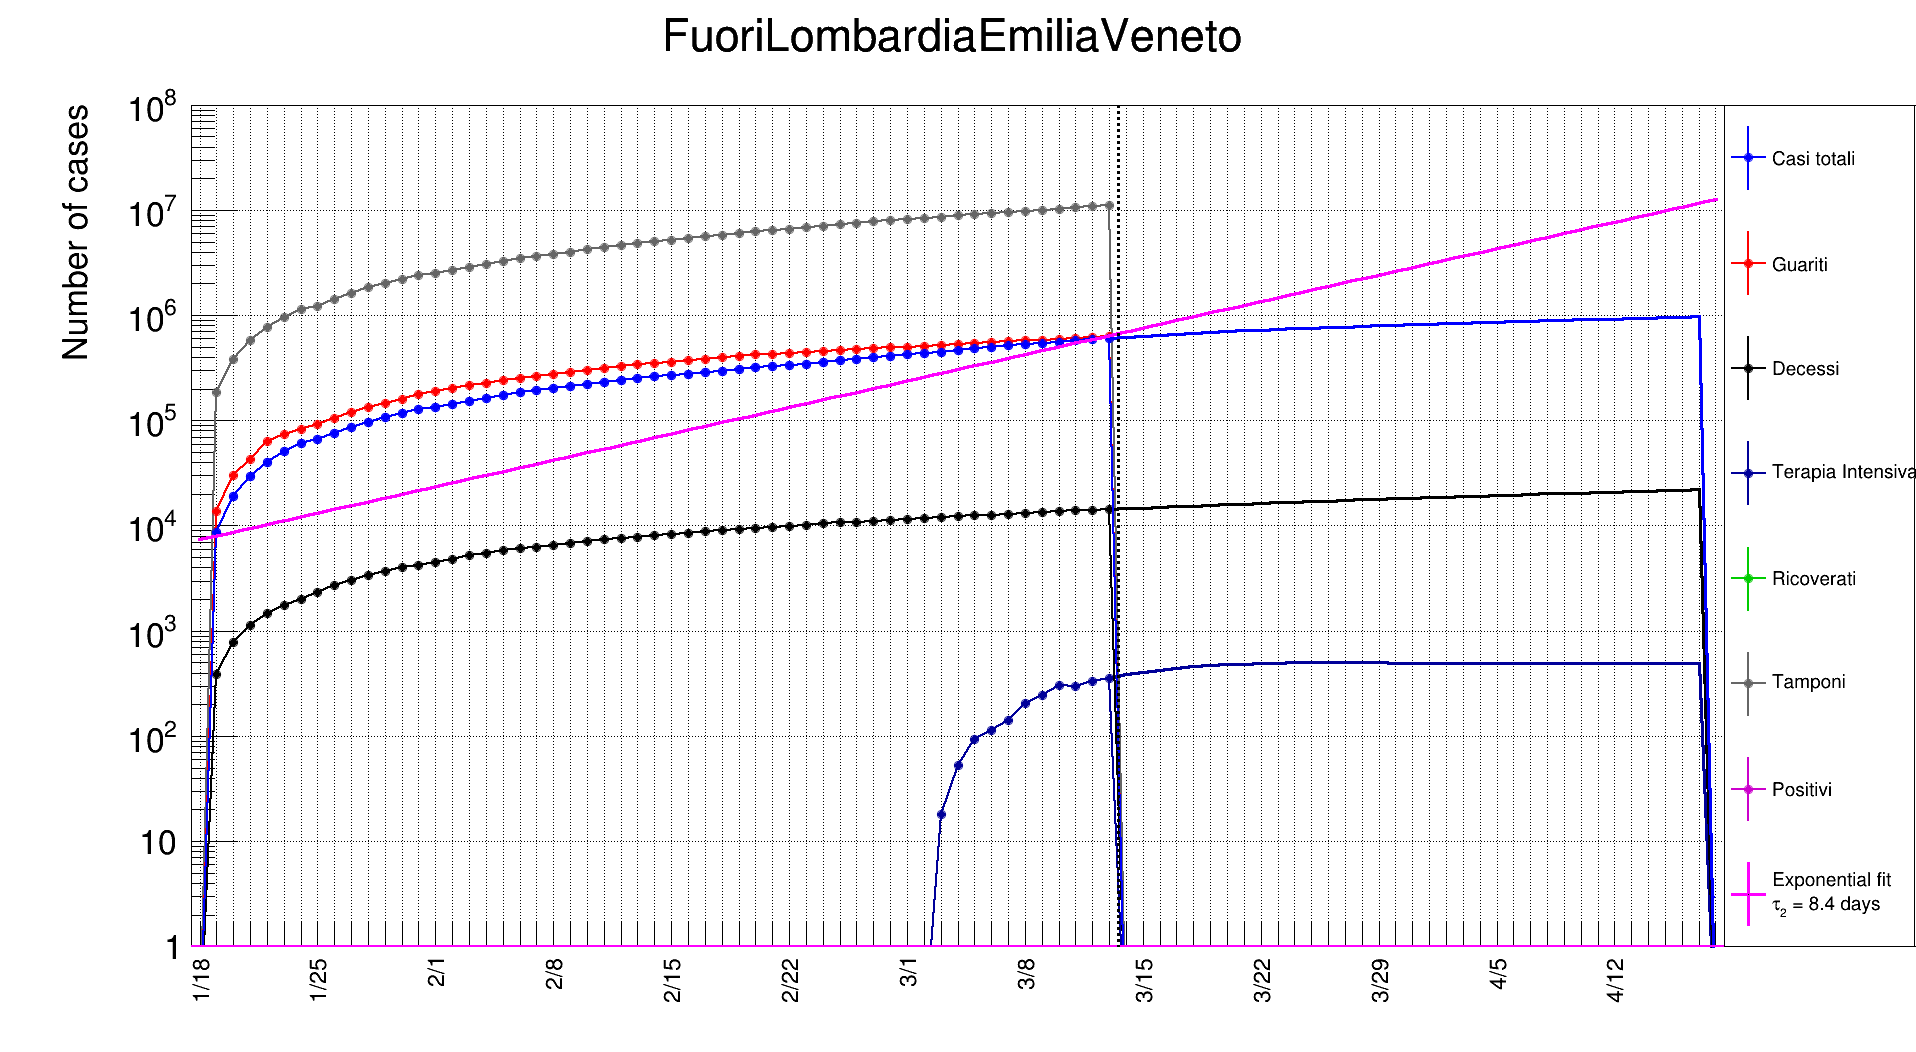 FuoriLombardiaEmiliaVeneto
Number of cases
10^8
10^7
10^6
10^5
10^4
10^3
10^2
10
1
1/18
1/25
2/1
2/8
2/15
2/22
3/1
3/8
3/15
3/22
3/29
4/5
4/12
Casi totali
Guariti
Decessi
Terapia Intensiva
Ricoverati
Tamponi
Positivi
Exponential fit
τ_2 = 8.4 days